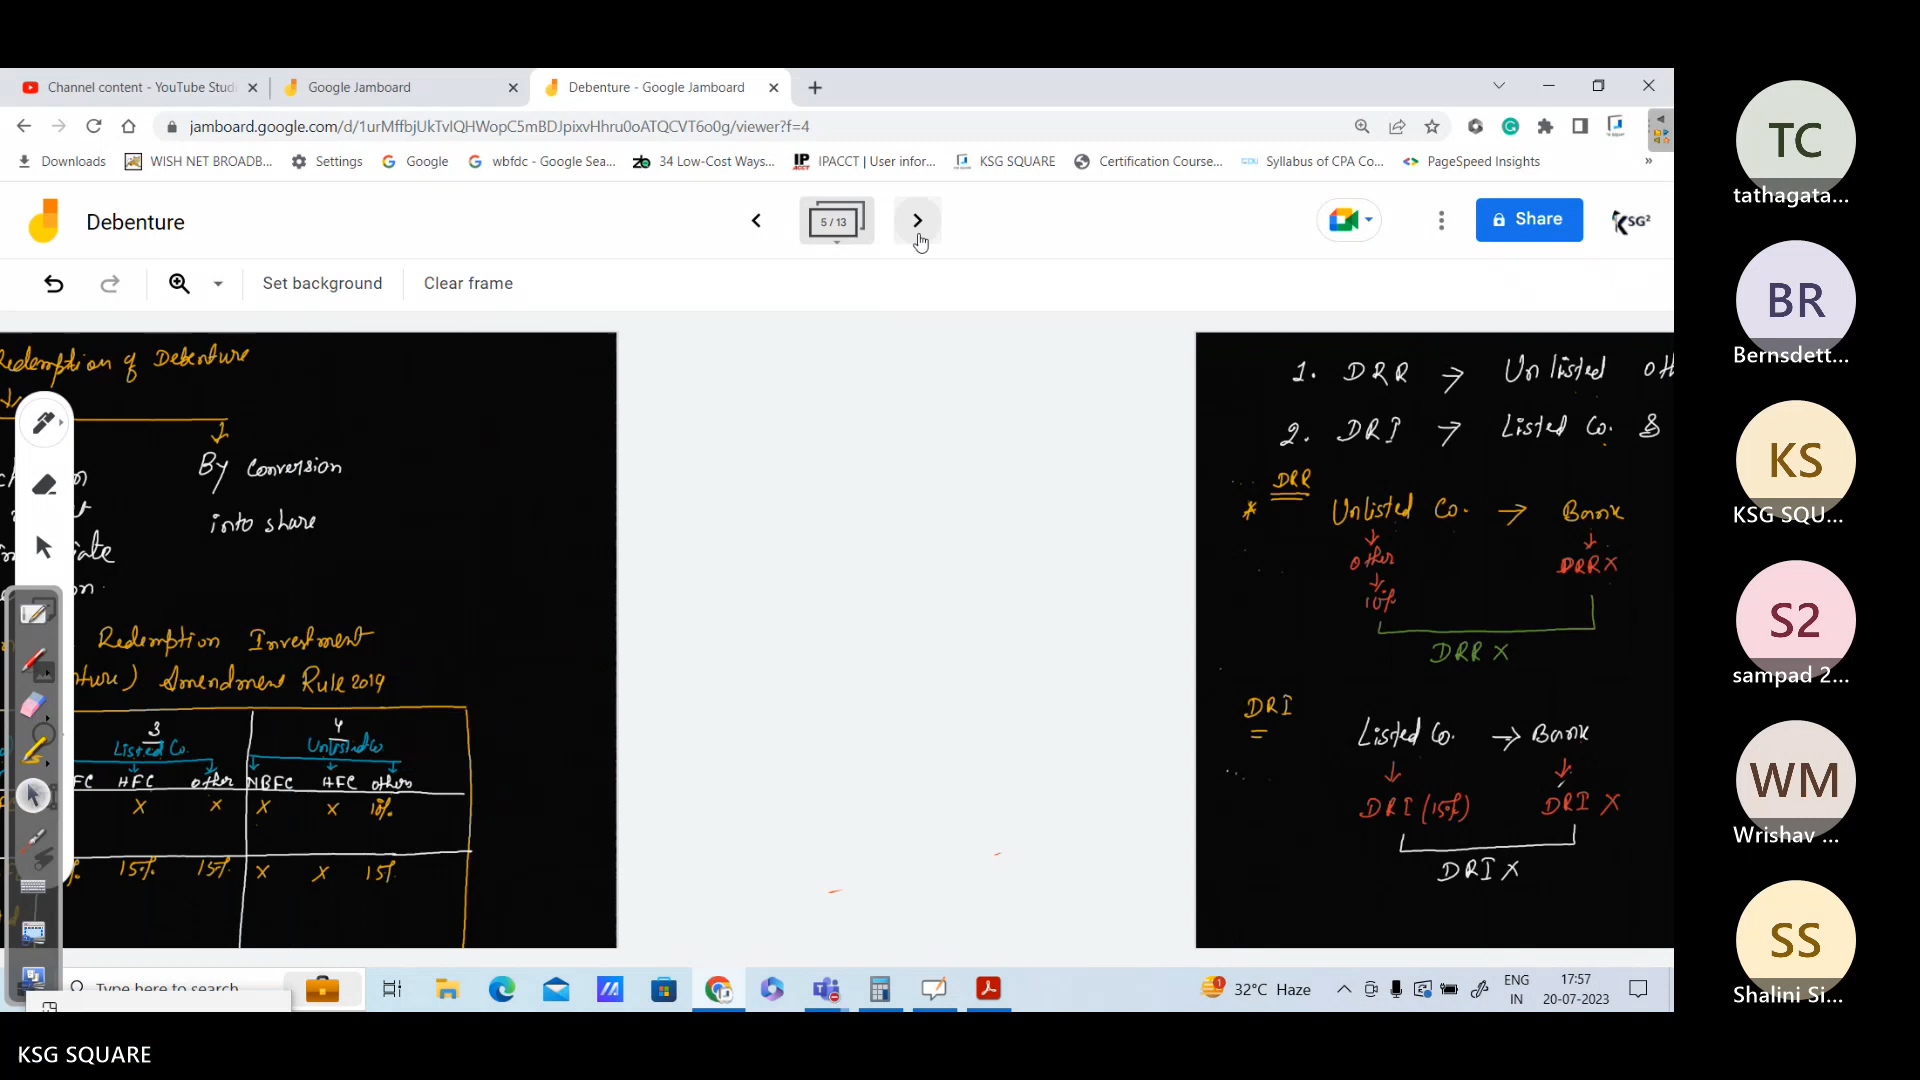 Channel content - YouTube Studi
Google Jamboard
Debenture - Google Jamboard
jamboard.google.com/d/1urMffbjUkTvIQHWopC5mBDJpixvHhru0oATQCVT6o0g/viewer?f=4
Downloads
WISH NET BROADB...
Settings
Google
wbfdc - Google Sea...
34 Low-Cost Ways...
IPACCT | User infor...
KSG SQUARE
Certification Course...
Syllabus of CPA Co...
PageSpeed Insights
»
Debenture
5 / 13
Share
KSG²
Set background
Clear frame
Redemption of Debenture
By conversion
into share
Redemption Investment
Amendment Rule 2019
3
4
Listed Co.
Unlisted Co
HFC other NBFC HFC others
X X X X 10%
15% 15% X X 15%
1. DRR → Unlisted oth
2. DRI → Listed Co. &
DRR
* Unlisted Co. → Bank
other
DRR X
10%
DRR X
DRI
Listed Co. → Bank
DRI (15%)
DRI X
DRI X
Type here to search
32°C Haze
ENG
IN
17:57
20-07-2023
TC
tathagata...
BR
Bernsdett...
KS
KSG SQU...
S2
sampad 2...
WM
Wrishav ...
SS
Shalini Si...
KSG SQUARE